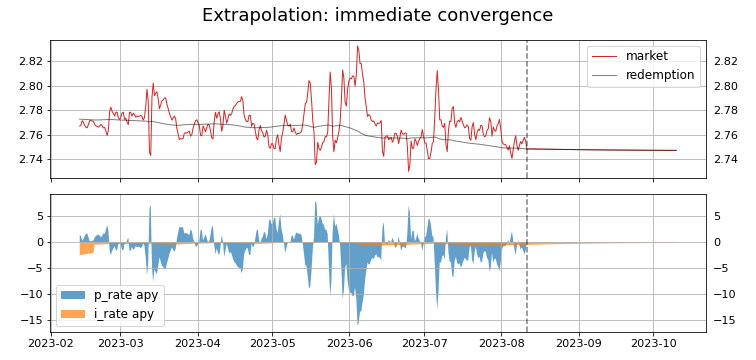 Extrapolation: immediate convergence
2.82 2.82
2.80 2.80
2.78 2.78
2.76 2.76
2.74 2.74
market
redemption
5 5
0 0
−5 −5
−10 −10
−15 −15
p_rate apy
i_rate apy
2023-02 2023-03 2023-04 2023-05 2023-06 2023-07 2023-08 2023-09 2023-10